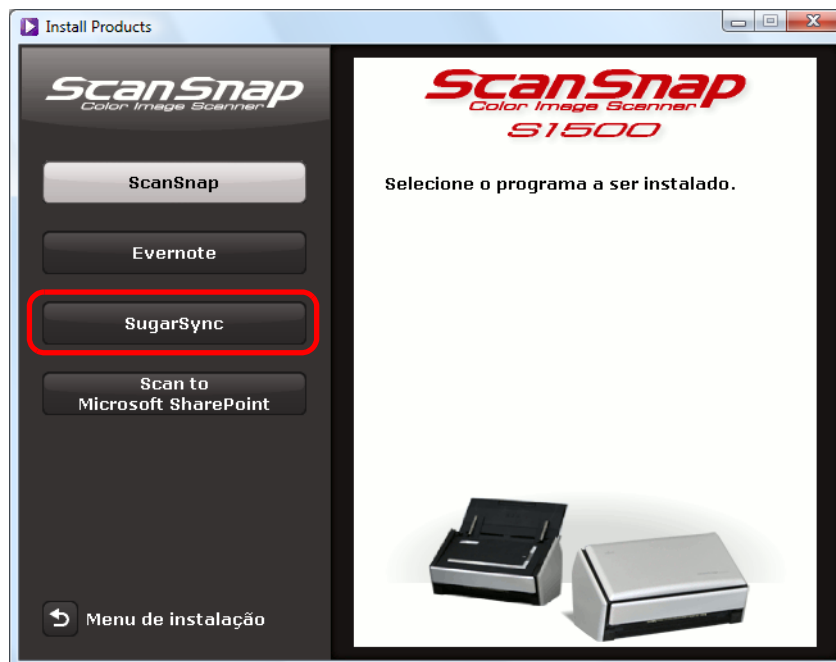 Install Products
ScanSnap
Color Image Scanner
ScanSnap
Evernote
SugarSync
Scan to
Microsoft SharePoint
Menu de instalação
ScanSnap
Color Image Scanner
S1500
Selecione o programa a ser instalado.